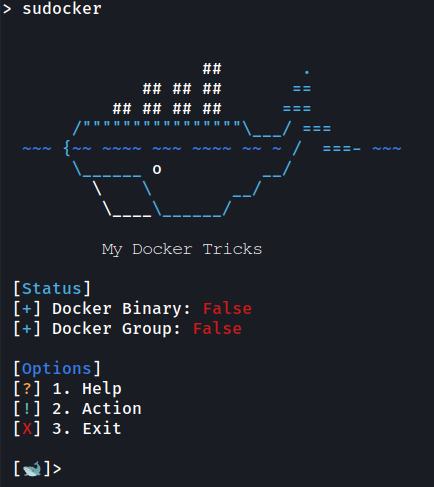 > sudocker
                    ##        .
              ## ## ##       ==
           ## ## ## ##      ===
       /""""""""""""""""\___/ ===
  ~~~ {~~ ~~~~ ~~~ ~~~~ ~~ ~ /  ===- ~~~
       \______ o          __/
         \    \        __/
          \____\______/
My Docker Tricks
[Status]
[+] Docker Binary: False
[+] Docker Group: False
[Options]
[?] 1. Help
[!] 2. Action
[X] 3. Exit
[🐋]>